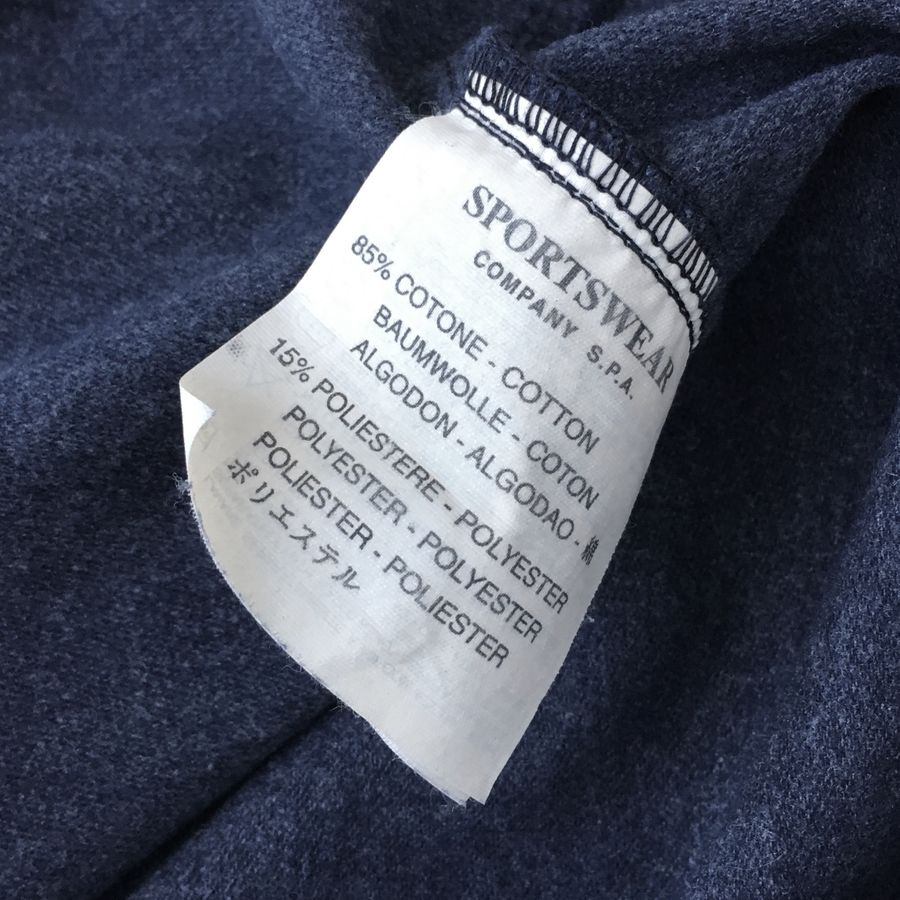 SPORTSWEAR
COMPANY S.P.A.
85% COTONE - COTTON
BAUMWOLLE - COTON
ALGODON - ALGODAO - 綿
15% POLIESTERE - POLYESTER
POLYESTER - POLYESTER
POLIESTER - POLIESTER
ポリエステル